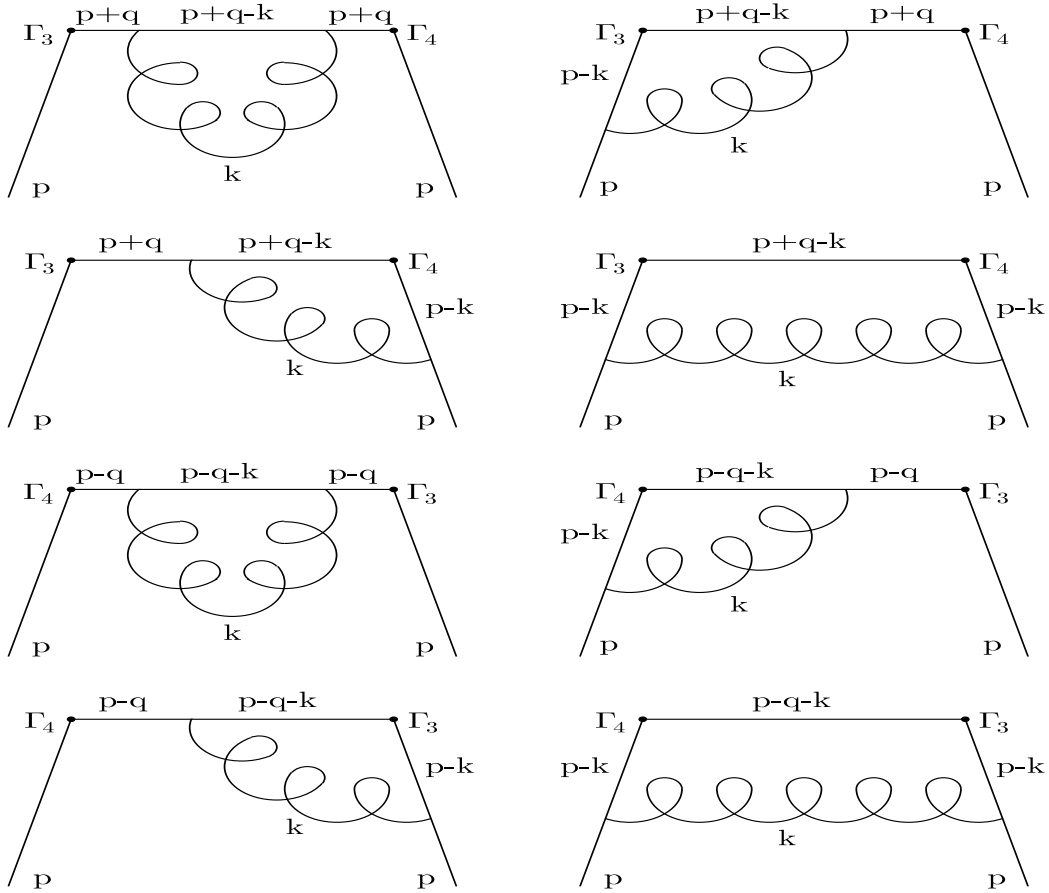 p+q p+q-k p+q
Γ₃ Γ₄
k
p p
p+q-k p+q
Γ₃ Γ₄
p-k
k
p p
p+q p+q-k
Γ₃ Γ₄
p-k
k
p p
p+q-k
Γ₃ Γ₄
p-k p-k
k
p p
p-q p-q-k p-q
Γ₄ Γ₃
k
p p
p-q-k p-q
Γ₄ Γ₃
p-k
k
p p
p-q p-q-k
Γ₄ Γ₃
p-k
k
p p
p-q-k
Γ₄ Γ₃
p-k p-k
k
p p